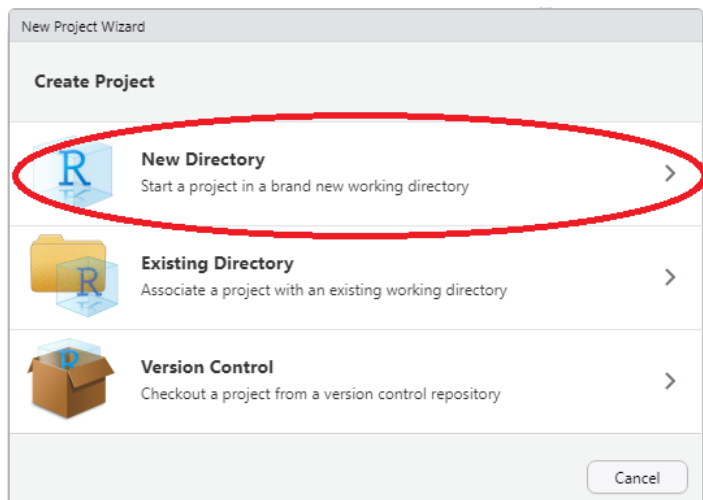 New Project Wizard
Create Project
R
New Directory
Start a project in a brand new working directory
R
Existing Directory
Associate a project with an existing working directory
R
Version Control
Checkout a project from a version control repository
Cancel